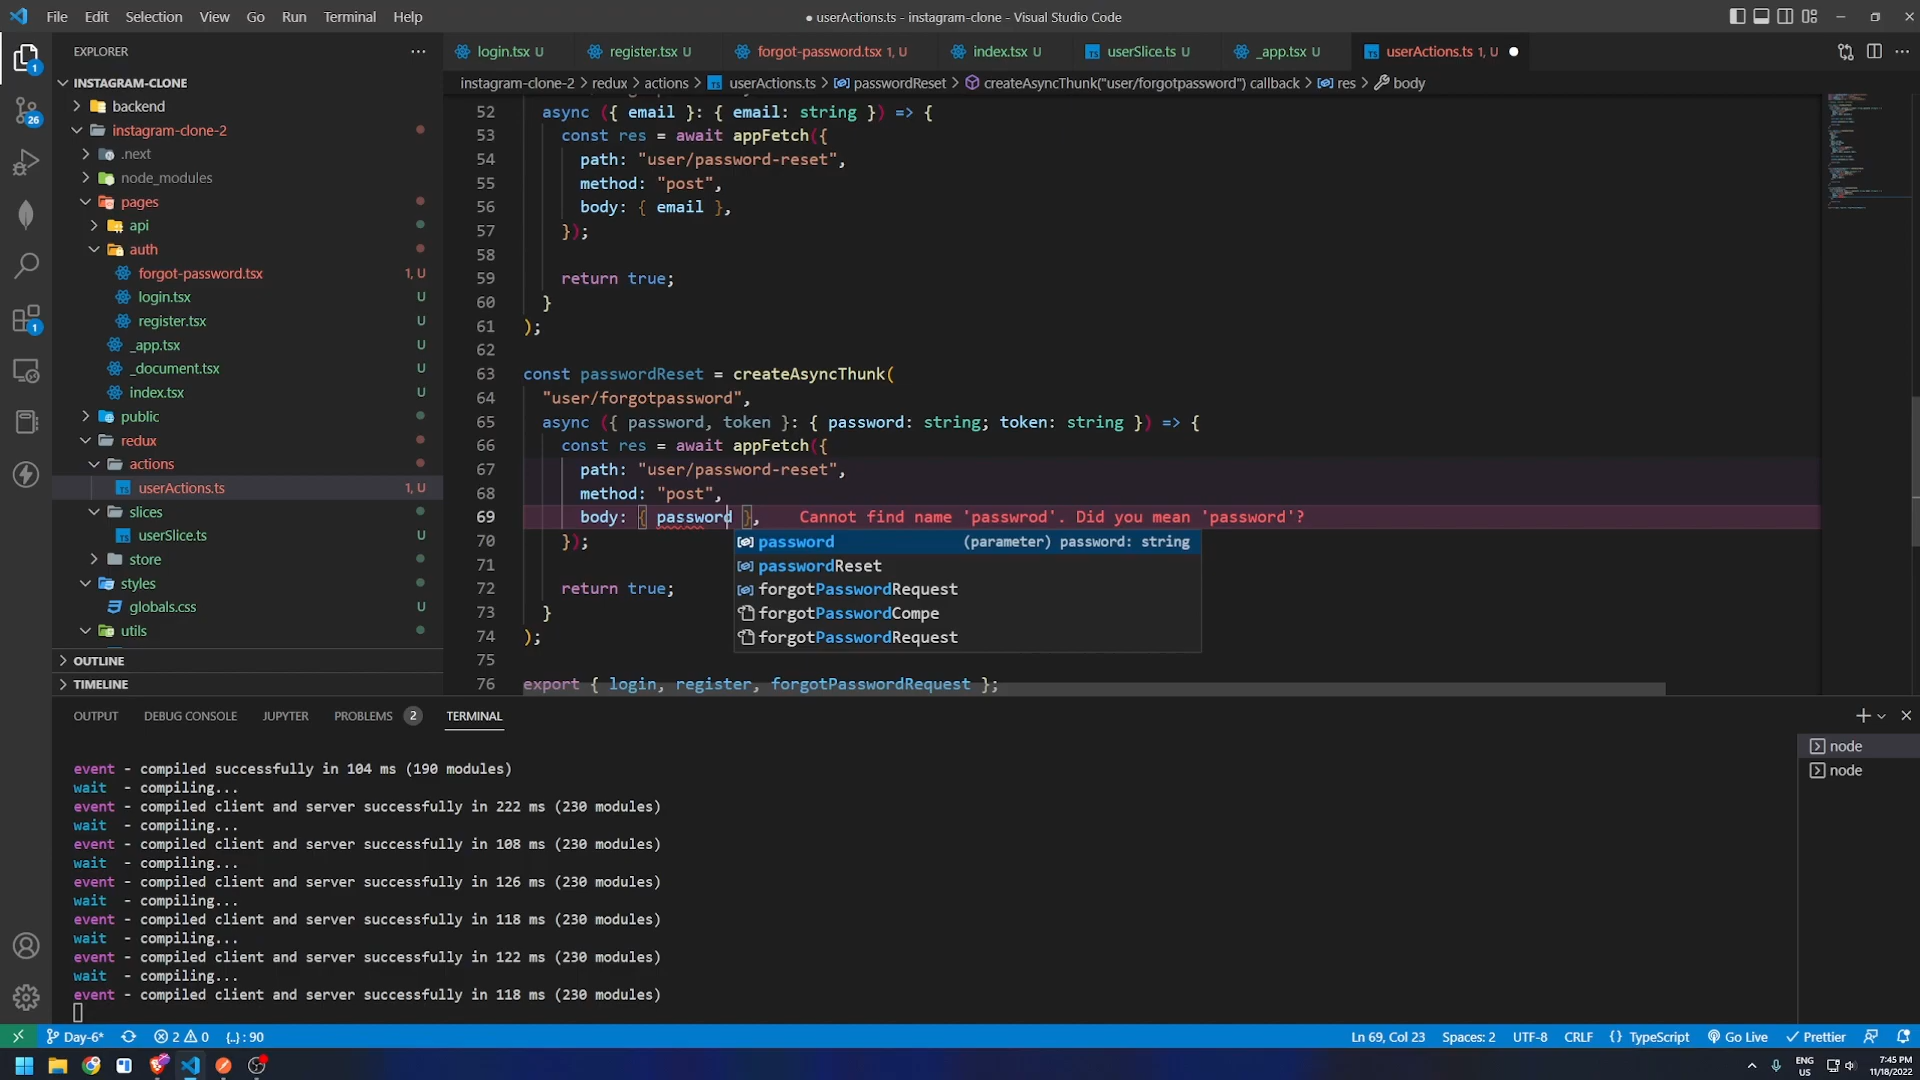 File Edit Selection View Go Run Terminal Help
● userActions.ts - instagram-clone - Visual Studio Code
EXPLORER
login.tsx U
register.tsx U
forgot-password.tsx 1, U
index.tsx U
userSlice.ts U
_app.tsx U
userActions.ts 1, U
INSTAGRAM-CLONE
instagram-clone-2 > redux > actions > userActions.ts > passwordReset > createAsyncThunk("user/forgotpassword") callback > res > body
backend
instagram-clone-2
.next
node_modules
pages
api
auth
forgot-password.tsx 1, U
login.tsx U
register.tsx U
_app.tsx U
_document.tsx U
index.tsx U
public
redux
actions
userActions.ts 1, U
slices
userSlice.ts U
store
styles
globals.css U
utils
OUTLINE
TIMELINE
1
26
1
52 async ({ email }: { email: string }) => {
53 const res = await appFetch({
54 path: "user/password-reset",
55 method: "post",
56 body: { email },
57 });
58
59 return true;
60 }
61 );
62
63 const passwordReset = createAsyncThunk(
64 "user/forgotpassword",
65 async ({ password, token }: { password: string; token: string }) => {
66 const res = await appFetch({
67 path: "user/password-reset",
68 method: "post",
69 body: { password }, Cannot find name 'passwrod'. Did you mean 'password'?
70 });
71
72 return true;
73 }
74 );
75
76 export { login, register, forgotPasswordRequest };
password (parameter) password: string
passwordReset
forgotPasswordRequest
forgotPasswordCompe
forgotPasswordRequest
OUTPUT DEBUG CONSOLE JUPYTER PROBLEMS 2 TERMINAL
event - compiled successfully in 104 ms (190 modules)
wait - compiling...
event - compiled client and server successfully in 222 ms (230 modules)
wait - compiling...
event - compiled client and server successfully in 108 ms (230 modules)
wait - compiling...
event - compiled client and server successfully in 126 ms (230 modules)
wait - compiling...
event - compiled client and server successfully in 118 ms (230 modules)
wait - compiling...
event - compiled client and server successfully in 122 ms (230 modules)
wait - compiling...
event - compiled client and server successfully in 118 ms (230 modules)
node
node
Day-6* 2 0 {..} : 90
Ln 69, Col 23 Spaces: 2 UTF-8 CRLF {} TypeScript Go Live Prettier
ENG
US
7:45 PM
11/18/2022